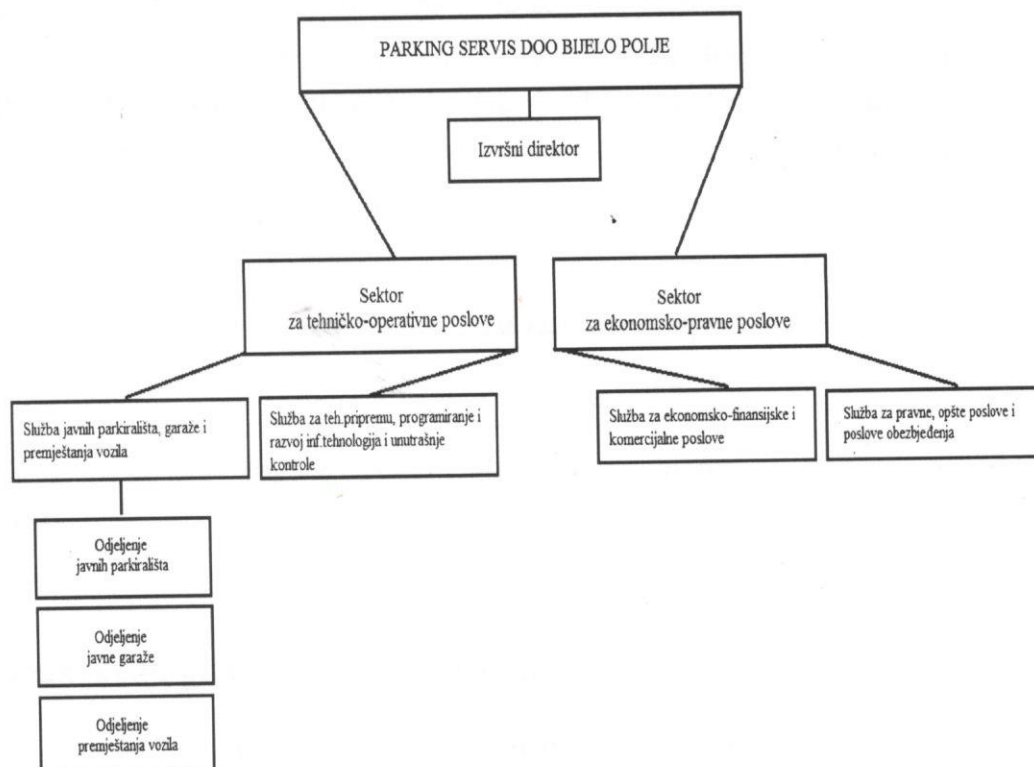 PARKING SERVIS DOO BIJELO POLJE
Izvršni direktor
Sektor
za tehničko-operativne poslove
Sektor
za ekonomsko-pravne poslove
Služba javnih parkirališta, garaže i
premještanja vozila
Služba za teh.pripremu, programiranje i
razvoj inf.tehnologija i unutrašnje
kontrole
Služba za ekonomsko-finansijske i
komercijalne poslove
Služba za pravne, opšte poslove i
poslove obezbjeđenja
Odjeljenje
javnih parkirališta
Odjeljenje
javne garaže
Odjeljenje
premještanja vozila